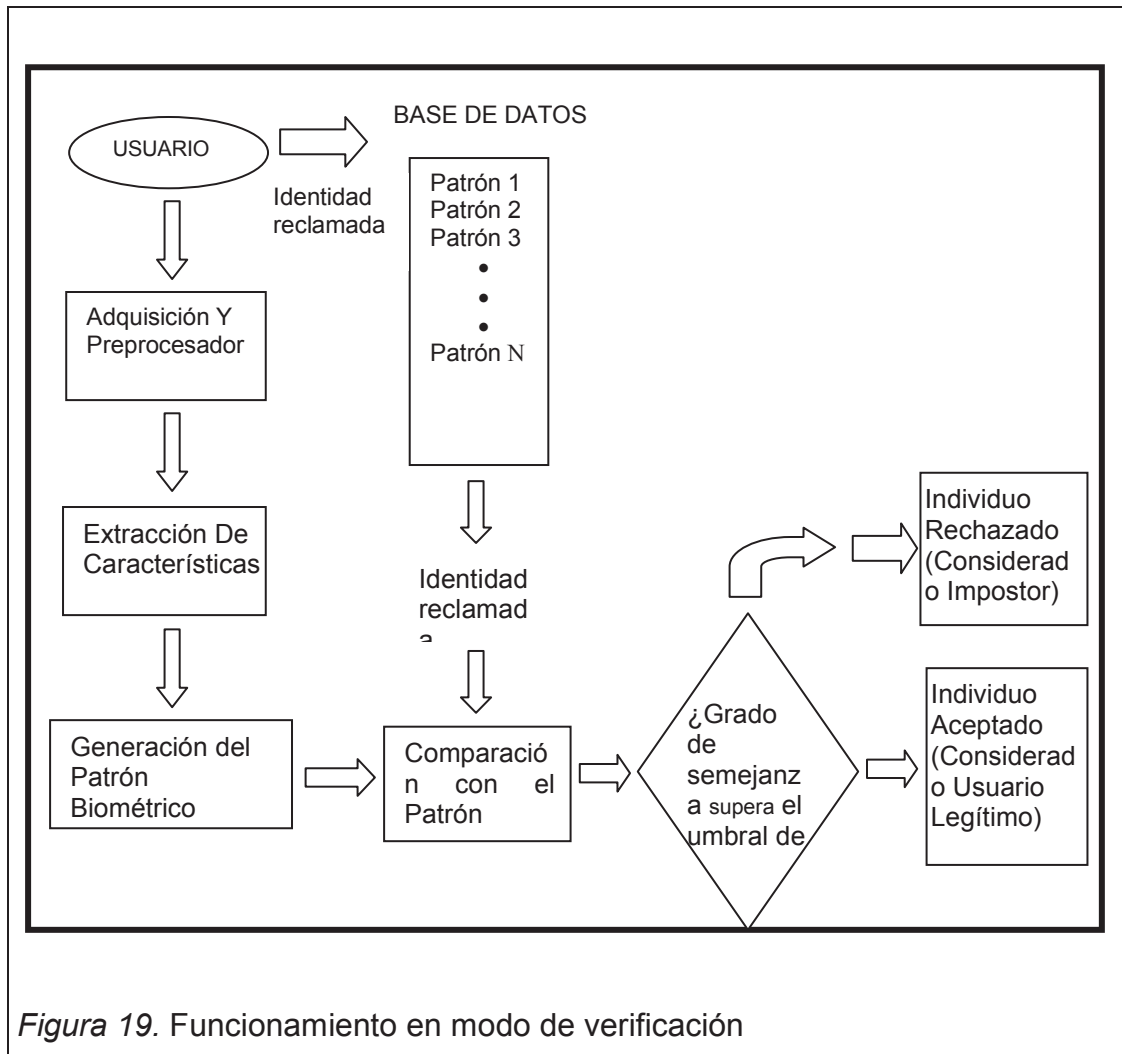 USUARIO
BASE DE DATOS
Identidad
reclamada
Patrón 1
Patrón 2
Patrón 3
•
•
•
Patrón N
Adquisición Y
Preprocesador
Extracción De
Características
Identidad
reclamad
a
Generación del
Patrón
Biométrico
Comparació
n con el
Patrón
¿Grado
de
semejanz
a supera el
umbral de
Individuo
Rechazado
(Considerad
o Impostor)
Individuo
Aceptado
(Considerad
o Usuario
Legítimo)
Figura 19. Funcionamiento en modo de verificación